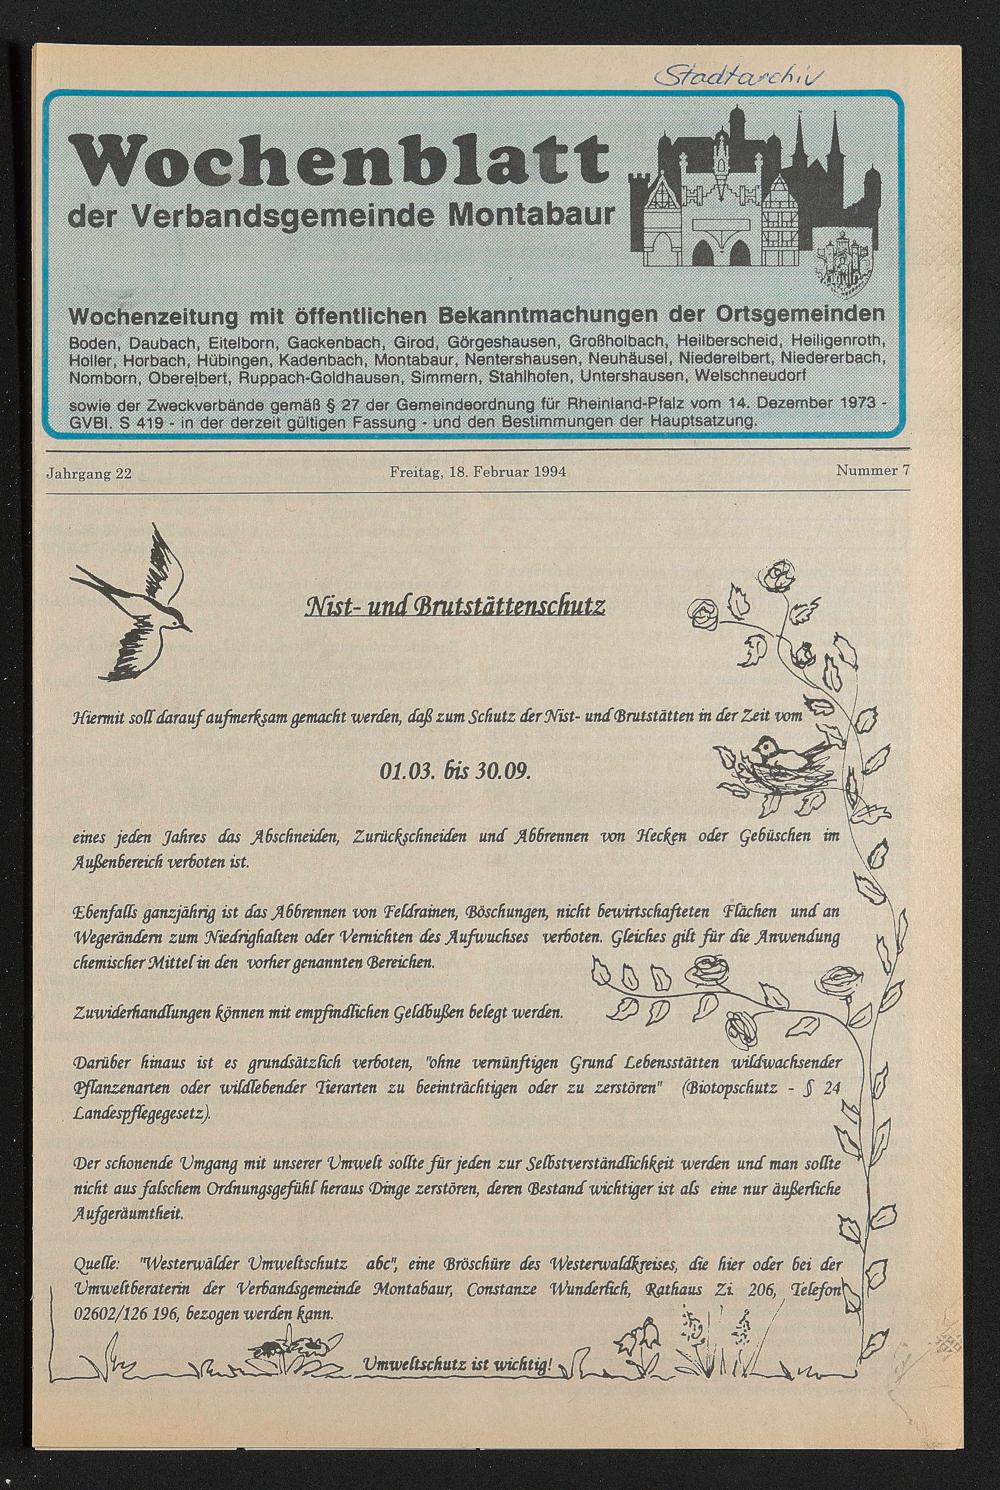 Stadtarchiv
Wochenblatt
der Verbandsgemeinde Montabaur
Wochenzeitung mit öffentlichen Bekanntmachungen der Ortsgemeinden
Boden, Daubach, Eitelborn, Gackenbach, Girod, Görgeshausen, Großholbach, Heilberscheid, Heiligenroth,
Holler, Horbach, Hübingen, Kadenbach, Montabaur, Nentershausen, Neuhäusel, Niederelbert, Niedererbach,
Nomborn, Oberelbert, Ruppach-Goldhausen, Simmern, Stahlhofen, Untershausen, Welschneudorf
sowie der Zweckverbände gemäß § 27 der Gemeindeordnung für Rheinland-Pfalz vom 14. Dezember 1973 -
GVBl. S 419 - in der derzeit gültigen Fassung - und den Bestimmungen der Hauptsatzung.
Jahrgang 22 Freitag, 18. Februar 1994 Nummer 7
Nist- und Brutstättenschutz
Hiermit soll darauf aufmerksam gemacht werden, daß zum Schutz der Nist- und Brutstätten in der Zeit vom
01.03. bis 30.09.
eines jeden Jahres das Abschneiden, Zurückschneiden und Abbrennen von Hecken oder Gebüschen im
Außenbereich verboten ist.
Ebenfalls ganzjährig ist das Abbrennen von Feldrainen, Böschungen, nicht bewirtschafteten Flächen und an
Wegerändern zum Niedrighalten oder Vernichten des Aufwuchses verboten. Gleiches gilt für die Anwendung
chemischer Mittel in den vorher genannten Bereichen.
Zuwiderhandlungen können mit empfindlichen Geldbußen belegt werden.
Darüber hinaus ist es grundsätzlich verboten, "ohne vernünftigen Grund Lebensstätten wildwachsender
Pflanzenarten oder wildlebender Tierarten zu beeinträchtigen oder zu zerstören" (Biotopschutz - § 24
Landespflegegesetz).
Der schonende Umgang mit unserer Umwelt sollte für jeden zur Selbstverständlichkeit werden und man sollte
nicht aus falschem Ordnungsgefühl heraus Dinge zerstören, deren Bestand wichtiger ist als eine nur äußerliche
Aufgeräumtheit.
Quelle: "Westerwälder Umweltschutz abc", eine Bröschüre des Westerwaldkreises, die hier oder bei der
Umweltberaterin der Verbandsgemeinde Montabaur, Constanze Wunderlich, Rathaus Zi. 206, Telefon
02602/126 196, bezogen werden kann.
Umweltschutz ist wichtig!